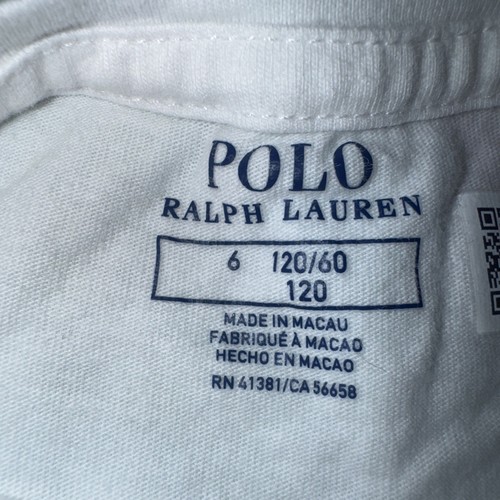 POLO
RALPH LAUREN
6 120/60
120
MADE IN MACAU
FABRIQUÉ À MACAO
HECHO EN MACAO
RN 41381/CA 56658